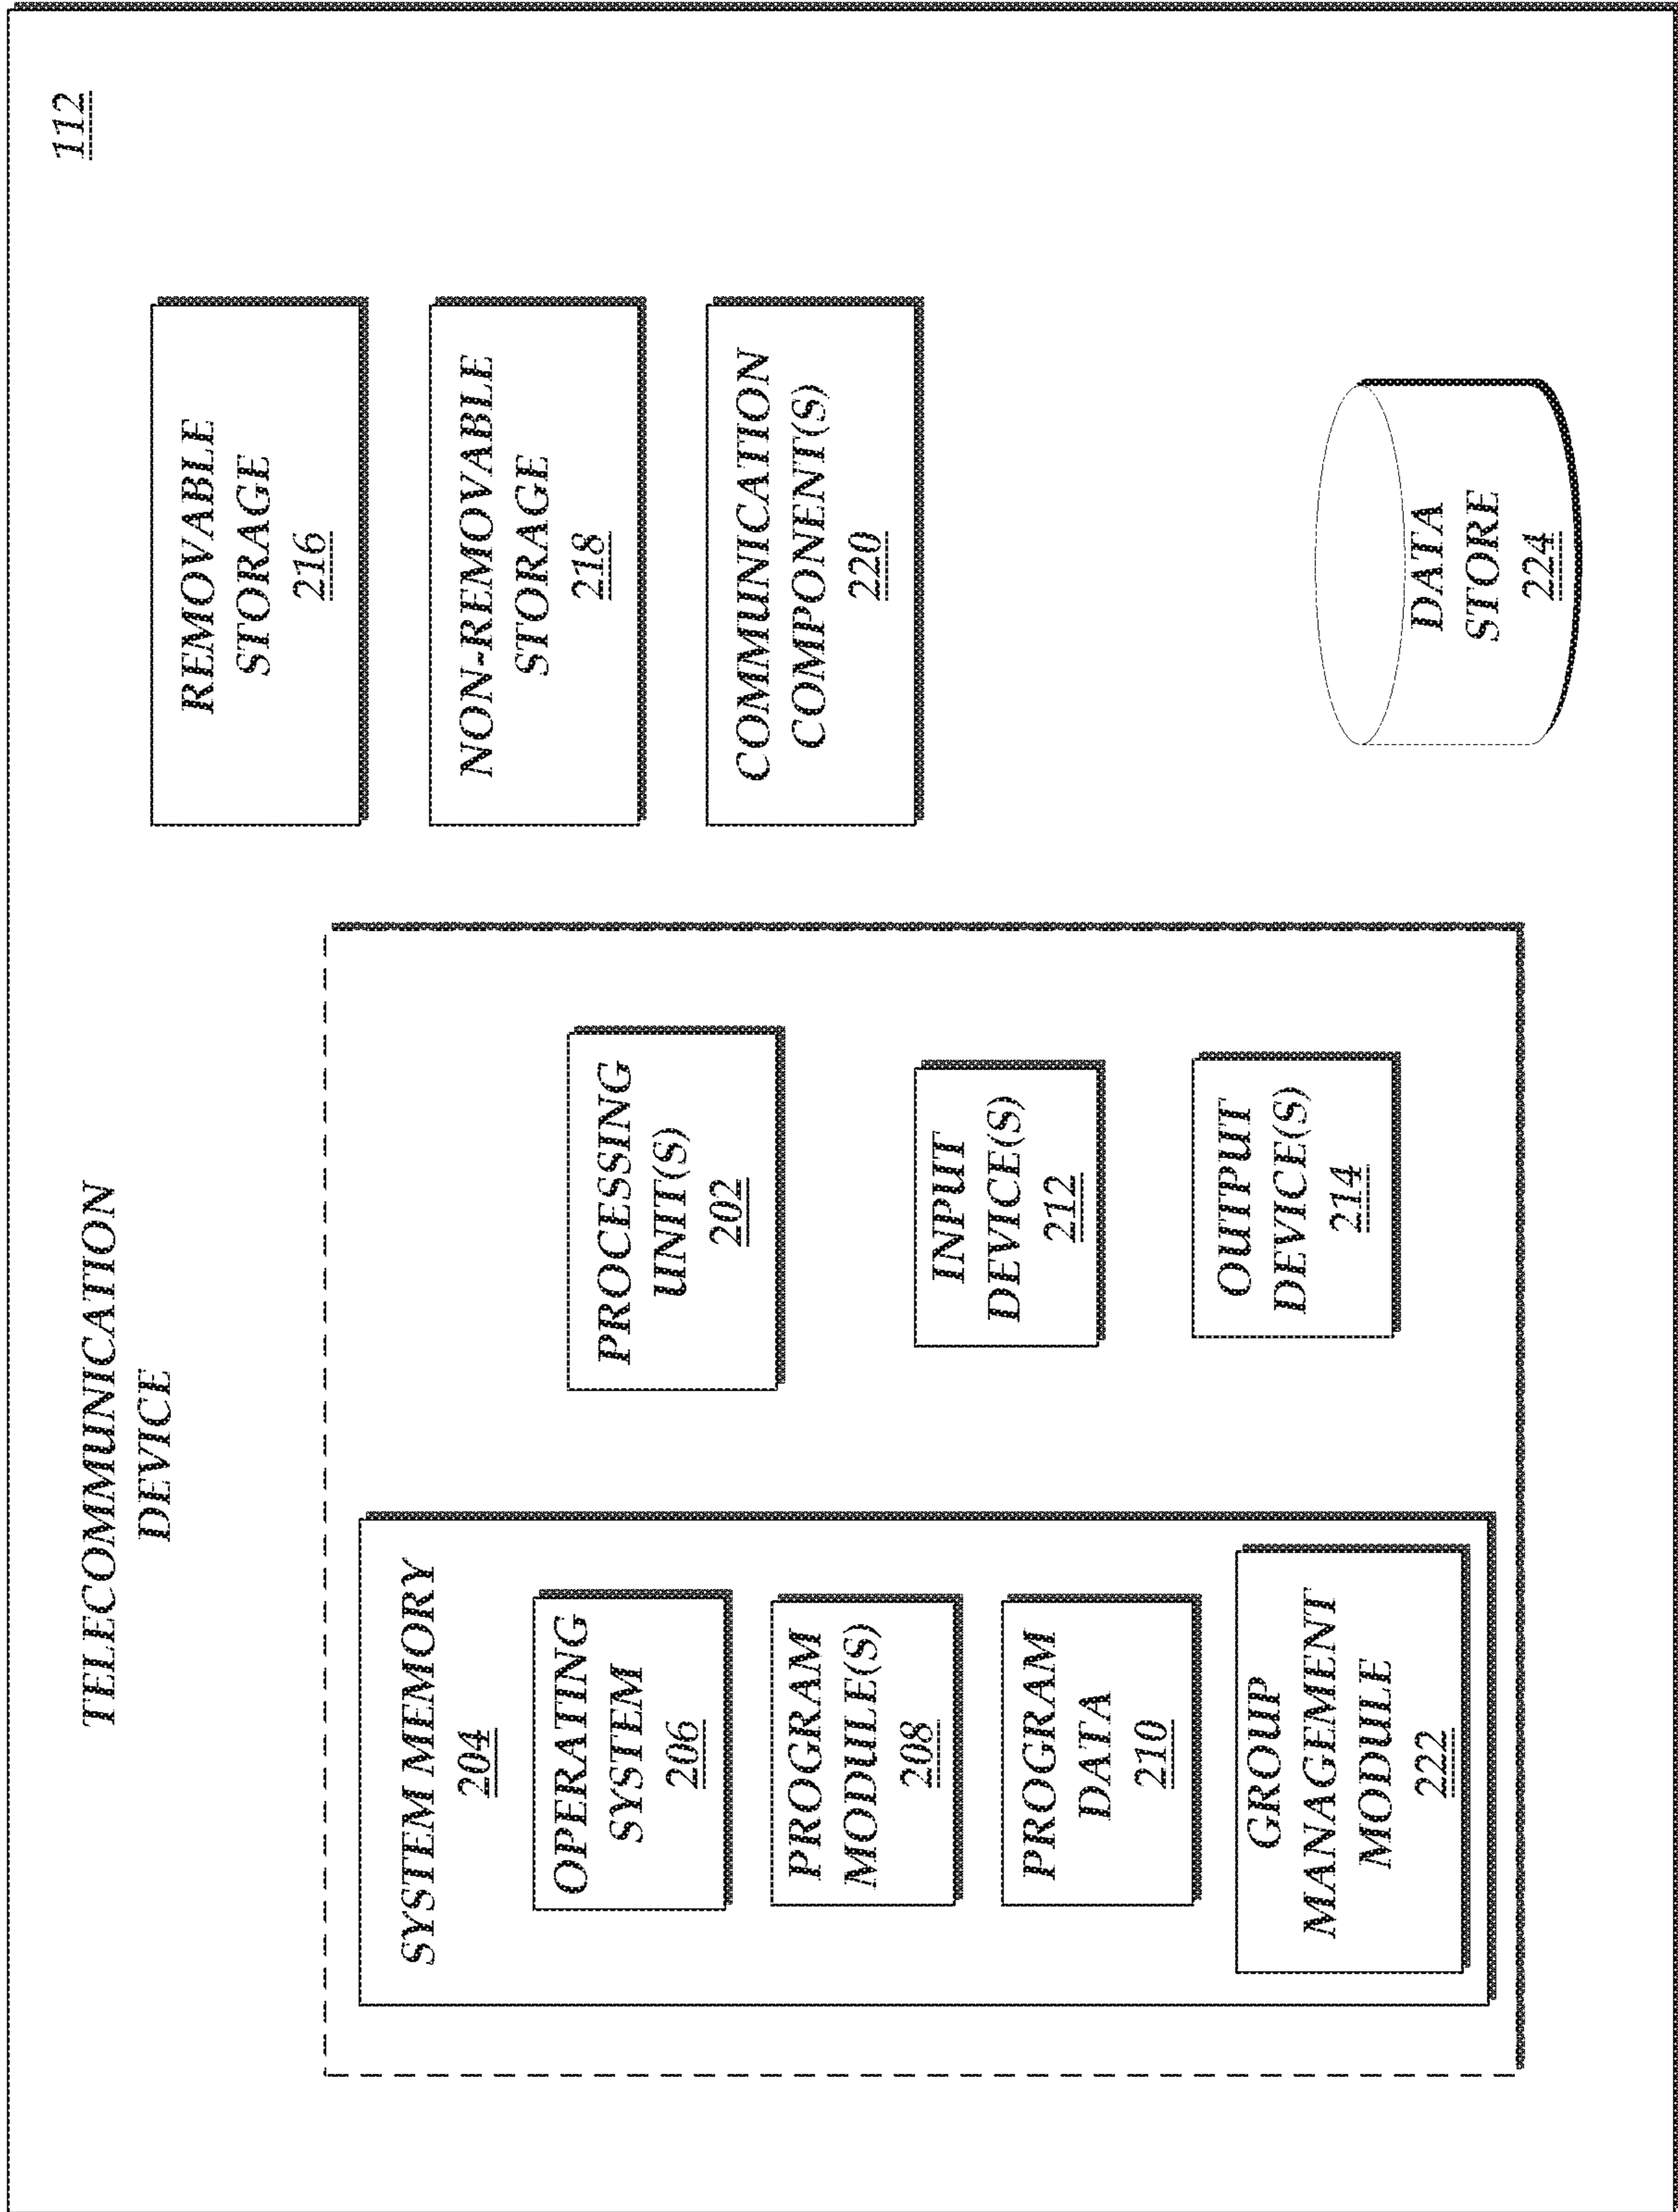 TELECOMMUNICATION
DEVICE
112
SYSTEM MEMORY
204
OPERATING
SYSTEM
206
PROGRAM
MODULE(S)
208
PROGRAM
DATA
210
GROUP
MANAGEMENT
MODULE
222
PROCESSING
UNIT(S)
202
INPUT
DEVICE(S)
212
OUTPUT
DEVICE(S)
214
REMOVABLE
STORAGE
216
NON-REMOVABLE
STORAGE
218
COMMUNICATION
COMPONENT(S)
220
DATA
STORE
224